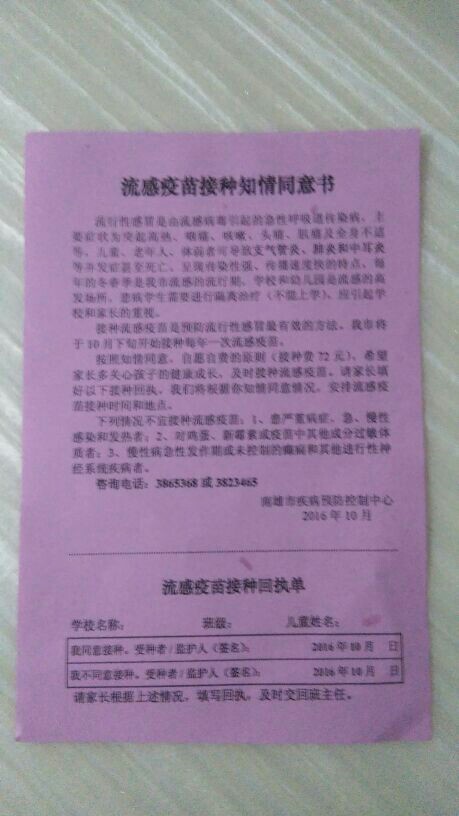 流感疫苗接种知情同意书
流行性感冒是由流感病毒引起的急性呼吸道传染病，主
要症状为突起高热、咽痛、咳嗽、头痛、肌痛及全身不适
等。儿童、老年人、体弱者可导致支气管炎、肺炎和中耳炎
等并发症甚至死亡。呈现传染性强、传播速度快的特点。每
年的冬春季是我市流感的流行期，学校和幼儿园是流感的高
发场所。患病学生需要进行隔离治疗（不能上学），应引起学
校和家长的重视。
接种流感疫苗是预防流行性感冒最有效的方法。我市将
于10月下旬开始接种每年一次流感疫苗。
按照知情同意、自愿自费的原则（接种费72元），希望
家长多关心孩子的健康成长，及时接种流感疫苗。请家长填
好以下接种回执，我们将根据你知情同意情况，安排流感疫
苗接种时间和地点。
下列情况不宜接种流感疫苗：1、患严重病症、急、慢性
感染和发热者；2、对鸡蛋、新霉素或疫苗中其他成分过敏体
质者；3、慢性病急性发作期或未控制的癫痫和其他进行性神
经系统疾病者。
咨询电话：3865368 或 3823465
南雄市疾病预防控制中心
2016年10月
流感疫苗接种回执单
学校名称： 班级： 儿童姓名：
我同意接种。受种者/监护人（签名）： 2016年10月 日
我不同意接种。受种者/监护人（签名）： 2016年10月 日
请家长根据上述情况，填写回执，及时交回班主任。